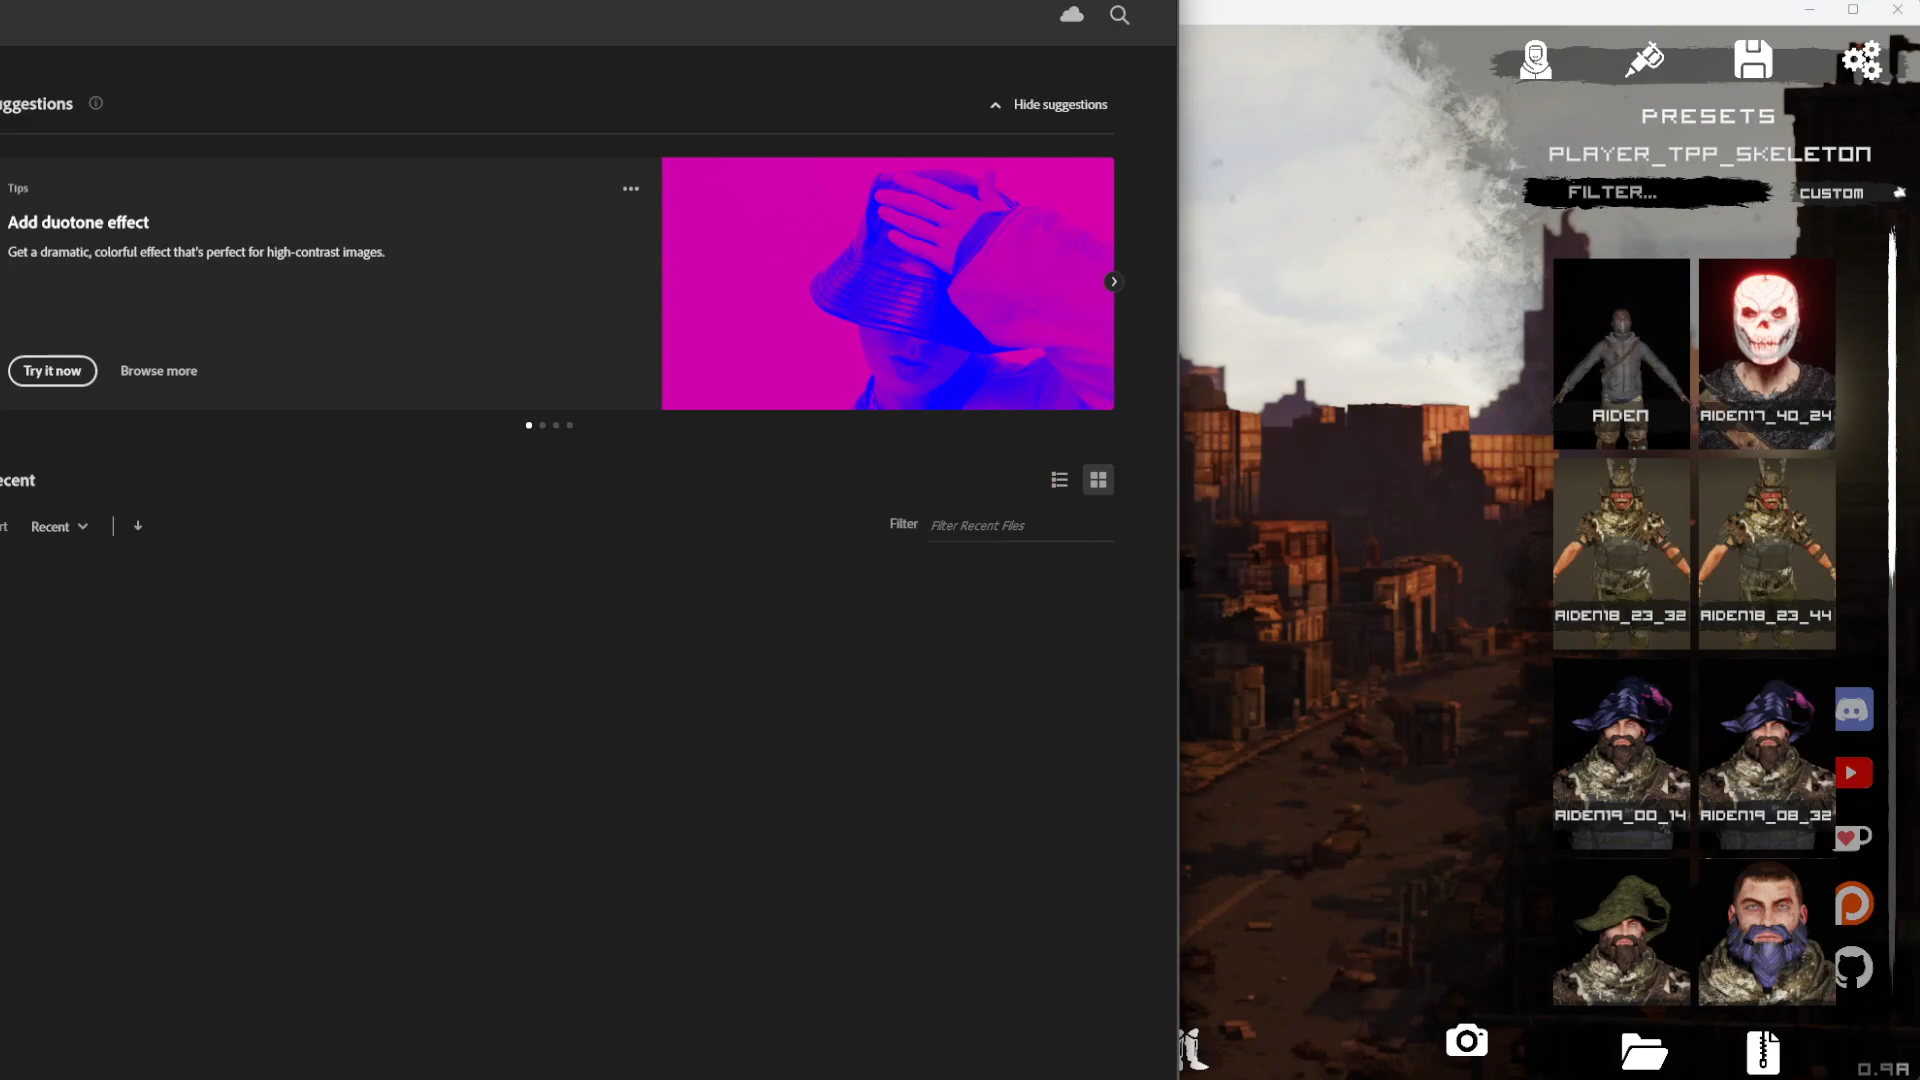 uggestions
Hide suggestions
Tips
Add duotone effect
Get a dramatic, colorful effect that's perfect for high-contrast images.
Try it now
Browse more
ecent
rt
Recent
Filter
Filter Recent Files
PRESETS
PLAYER_TPP_SKELETON
FILTER...
CUSTOM
AIDEN
AIDEN17_40_24
AIDEN18_23_32
AIDEN18_23_44
AIDEN19_00_14
AIDEN19_08_32
0.9A